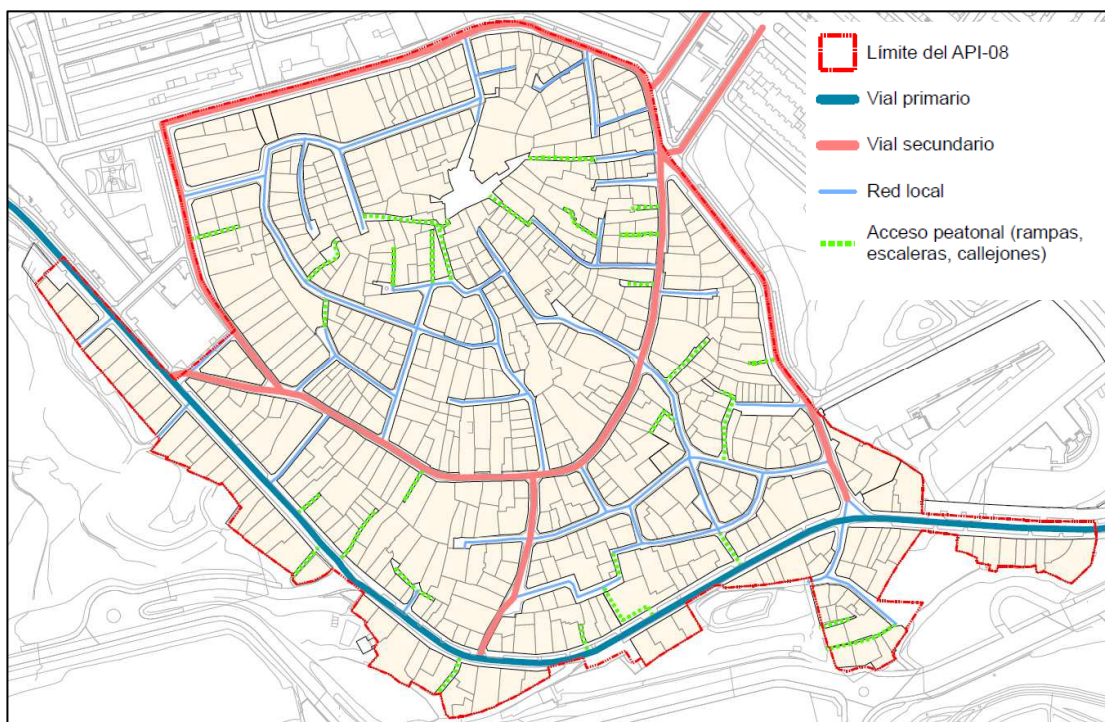 Límite del API-08
Vial primario
Vial secundario
Red local
Acceso peatonal (rampas,
escaleras, callejones)